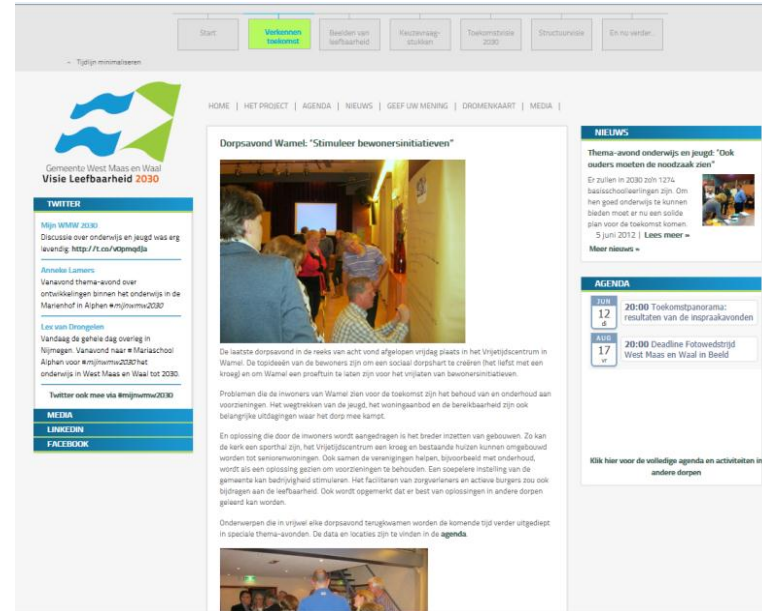 Start
Verkennen
toekomst
Beelden van
leefbaarheid
Keuzevraag-
stukken
Toekomstvisie
2030
Structuurvisie
En nu verder...
– Tijdlijn minimaliseren
HOME | HET PROJECT | AGENDA | NIEUWS | GEEF UW MENING | DROMENKAART | MEDIA |
Gemeente West Maas en Waal
Visie Leefbaarheid 2030
TWITTER
Mijn WMW 2030
Discussie over onderwijs en jeugd was erg
levendig: http://t.co/vOpmqdJa
Anneke Lamers
Vanavond thema-avond over
ontwikkelingen binnen het onderwijs in de
Marienhof in Alphen #mijnwmw2030
Lex van Drongelen
Vandaag de gehele dag overleg in
Nijmegen. Vanavond naar # Mariaschool
Alphen voor #mijnwmw2030 het
onderwijs in West Maas en Waal tot 2030.
Twitter ook mee via #mijnwmw2030
MEDIA
LINKEDIN
FACEBOOK
Dorpsavond Wamel: "Stimuleer bewonersinitiatieven"
De laatste dorpsavond in de reeks van acht vond afgelopen vrijdag plaats in het Vrijetijdscentrum in
Wamel. De topideeën van de bewoners zijn om een sociaal dorpshart te creëren (het liefst met een
kroeg) en om Wamel een proeftuin te laten zijn voor het vrijlaten van bewonersinitiatieven.
Problemen die de inwoners van Wamel zien voor de toekomst zijn het behoud van en onderhoud aan
voorzieningen. Het wegtrekken van de jeugd, het woningaanbod en de bereikbaarheid zijn ook
belangrijke uitdagingen waar het dorp mee kampt.
En oplossing die door de inwoners wordt aangedragen is het breder inzetten van gebouwen. Zo kan
de kerk een sporthal zijn, het Vrijetijdscentrum een kroeg en bestaande huizen kunnen omgebouwd
worden tot seniorenwoningen. Ook samen de verenigingen helpen, bijvoorbeeld met onderhoud,
wordt als een oplossing gezien om voorzieningen te behouden. Een soepelere instelling van de
gemeente kan bedrijvigheid stimuleren. Het faciliteren van zorgverleners en actieve burgers zou ook
bijdragen aan de leefbaarheid. Ook wordt opgemerkt dat er best van oplossingen in andere dorpen
geleerd kan worden.
Onderwerpen die in vrijwel elke dorpsavond terugkwamen worden de komende tijd verder uitgediept
in speciale thema-avonden. De data en locaties zijn te vinden in de agenda.
NIEUWS
Thema-avond onderwijs en jeugd: "Ook
ouders moeten de noodzaak zien"
Er zullen in 2030 zo'n 1274
basisschoolleerlingen zijn. Om
hen goed onderwijs te kunnen
bieden moet er nu een solide
plan voor de toekomst komen.
5 juni 2012 | Lees meer »
Meer nieuws »
AGENDA
JUN
12
di
20:00 Toekomstpanorama:
resultaten van de inspraakavonden
AUG
17
vr
20:00 Deadline Fotowedstrijd
West Maas en Waal in Beeld
Klik hier voor de volledige agenda en activiteiten in
andere dorpen